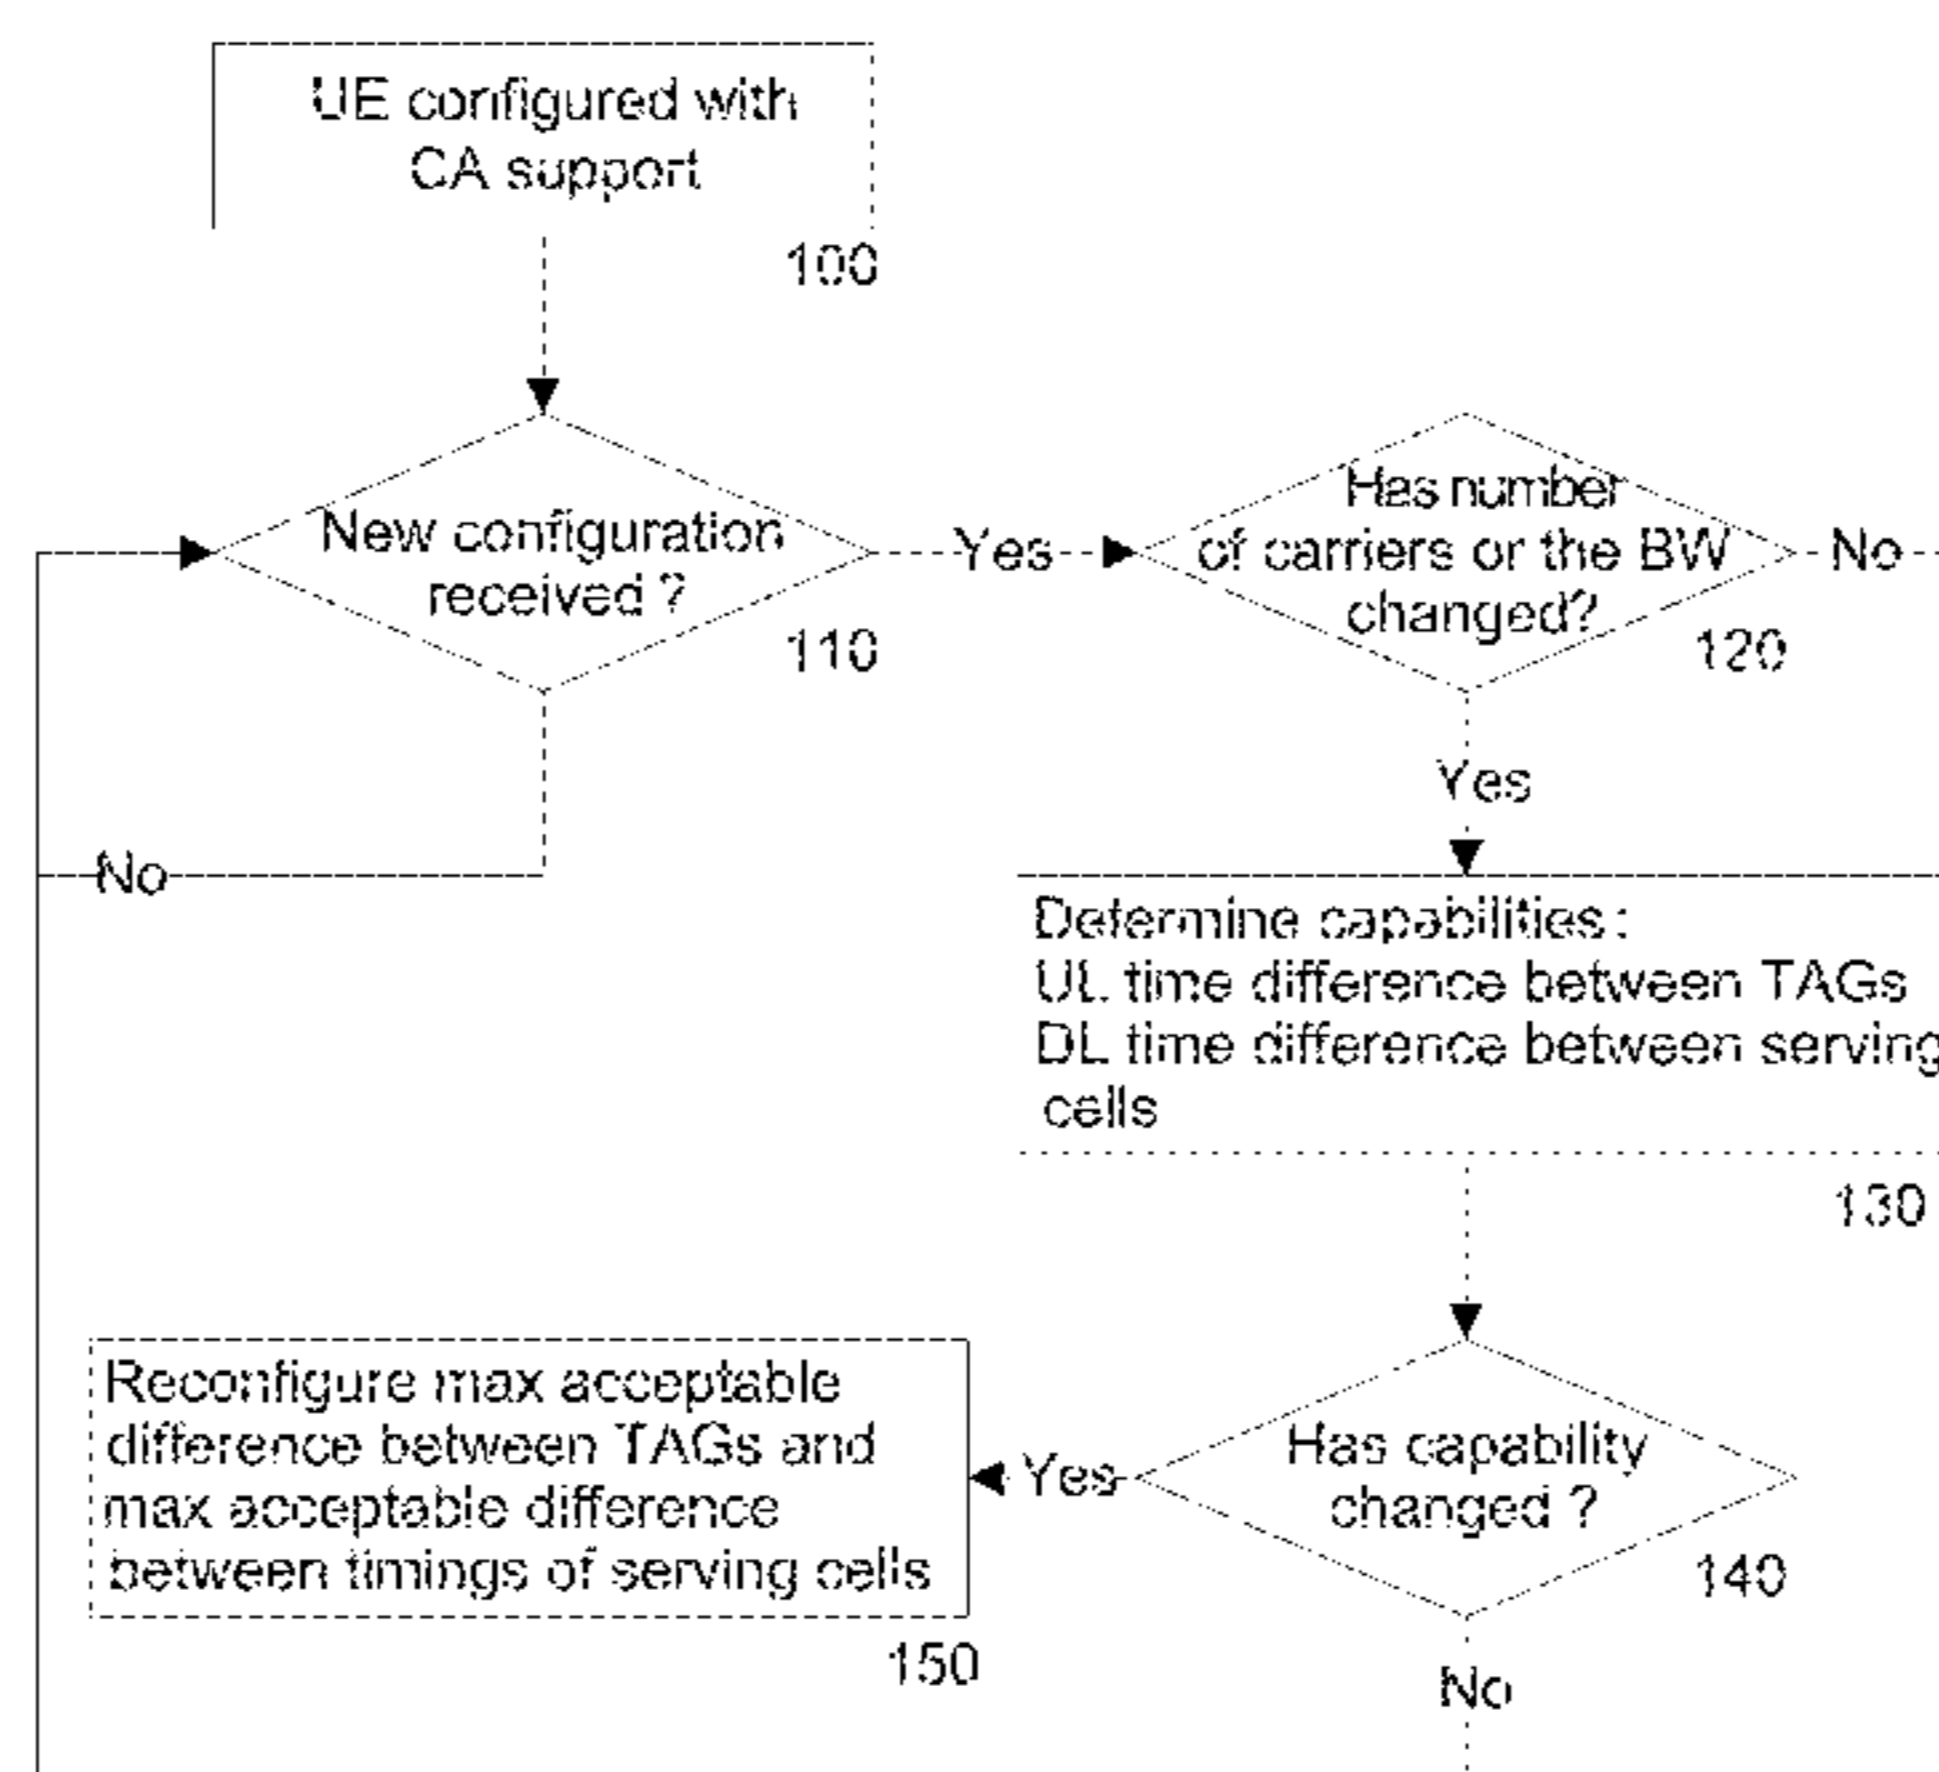 UE configured with
CA support
100
New configuration
received ?
110
Yes
Has number
of carriers or the BW
changed?
120
No
No
Yes
Determine capabilities :
UL time difference between TAGs
DL time difference between serving
cells
130
Has capability
changed ?
140
Yes
Reconfigure max acceptable
difference between TAGs and
max acceptable difference
between timings of serving cells
150
No